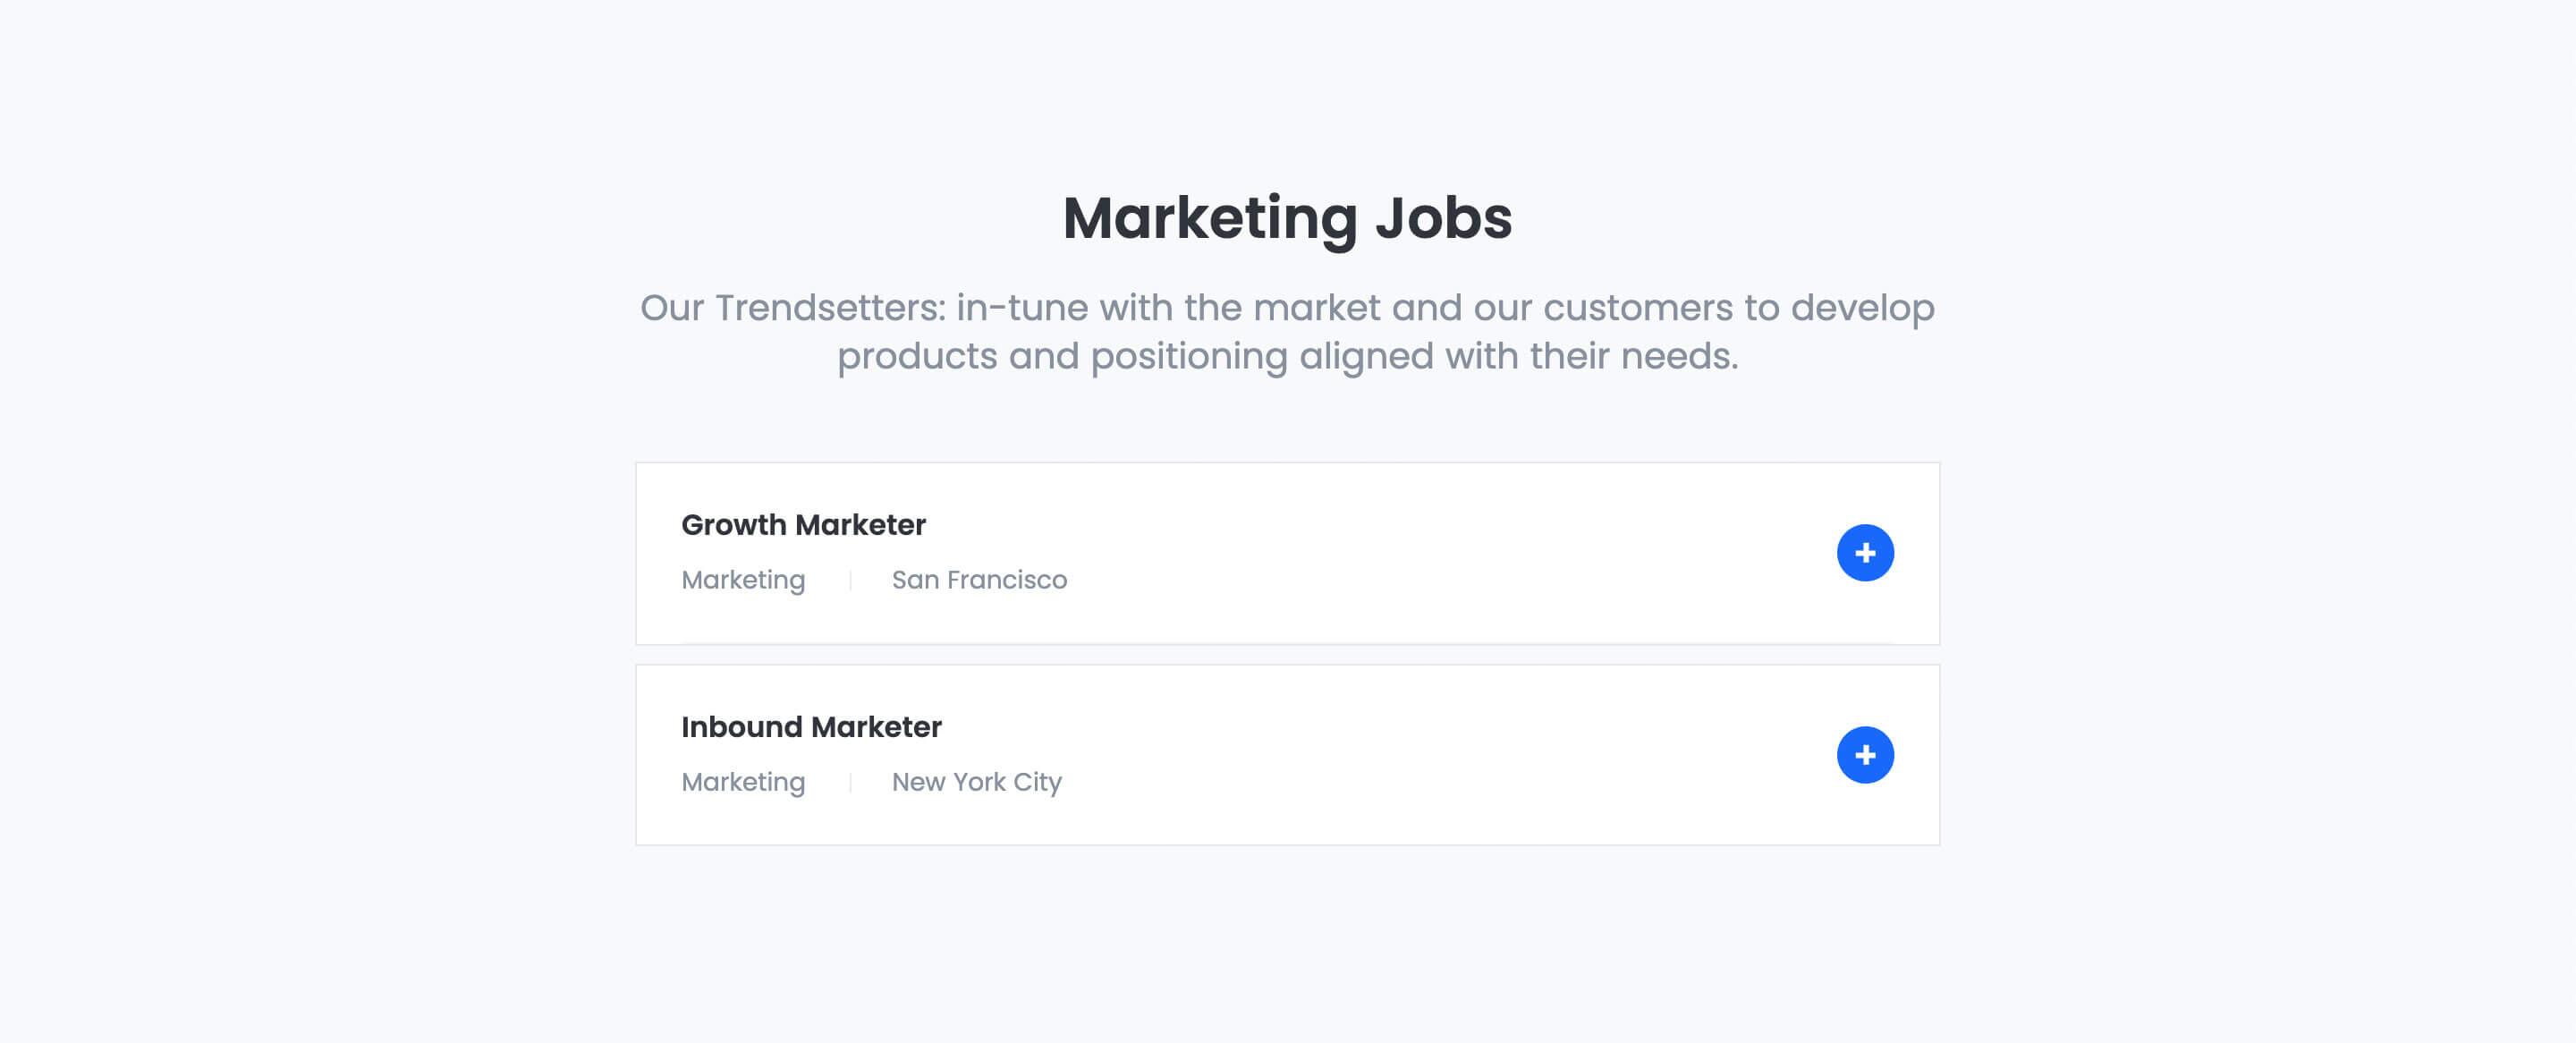 Marketing Jobs
Our Trendsetters: in-tune with the market and our customers to develop
products and positioning aligned with their needs.
Growth Marketer
Marketing | San Francisco
Inbound Marketer
Marketing | New York City